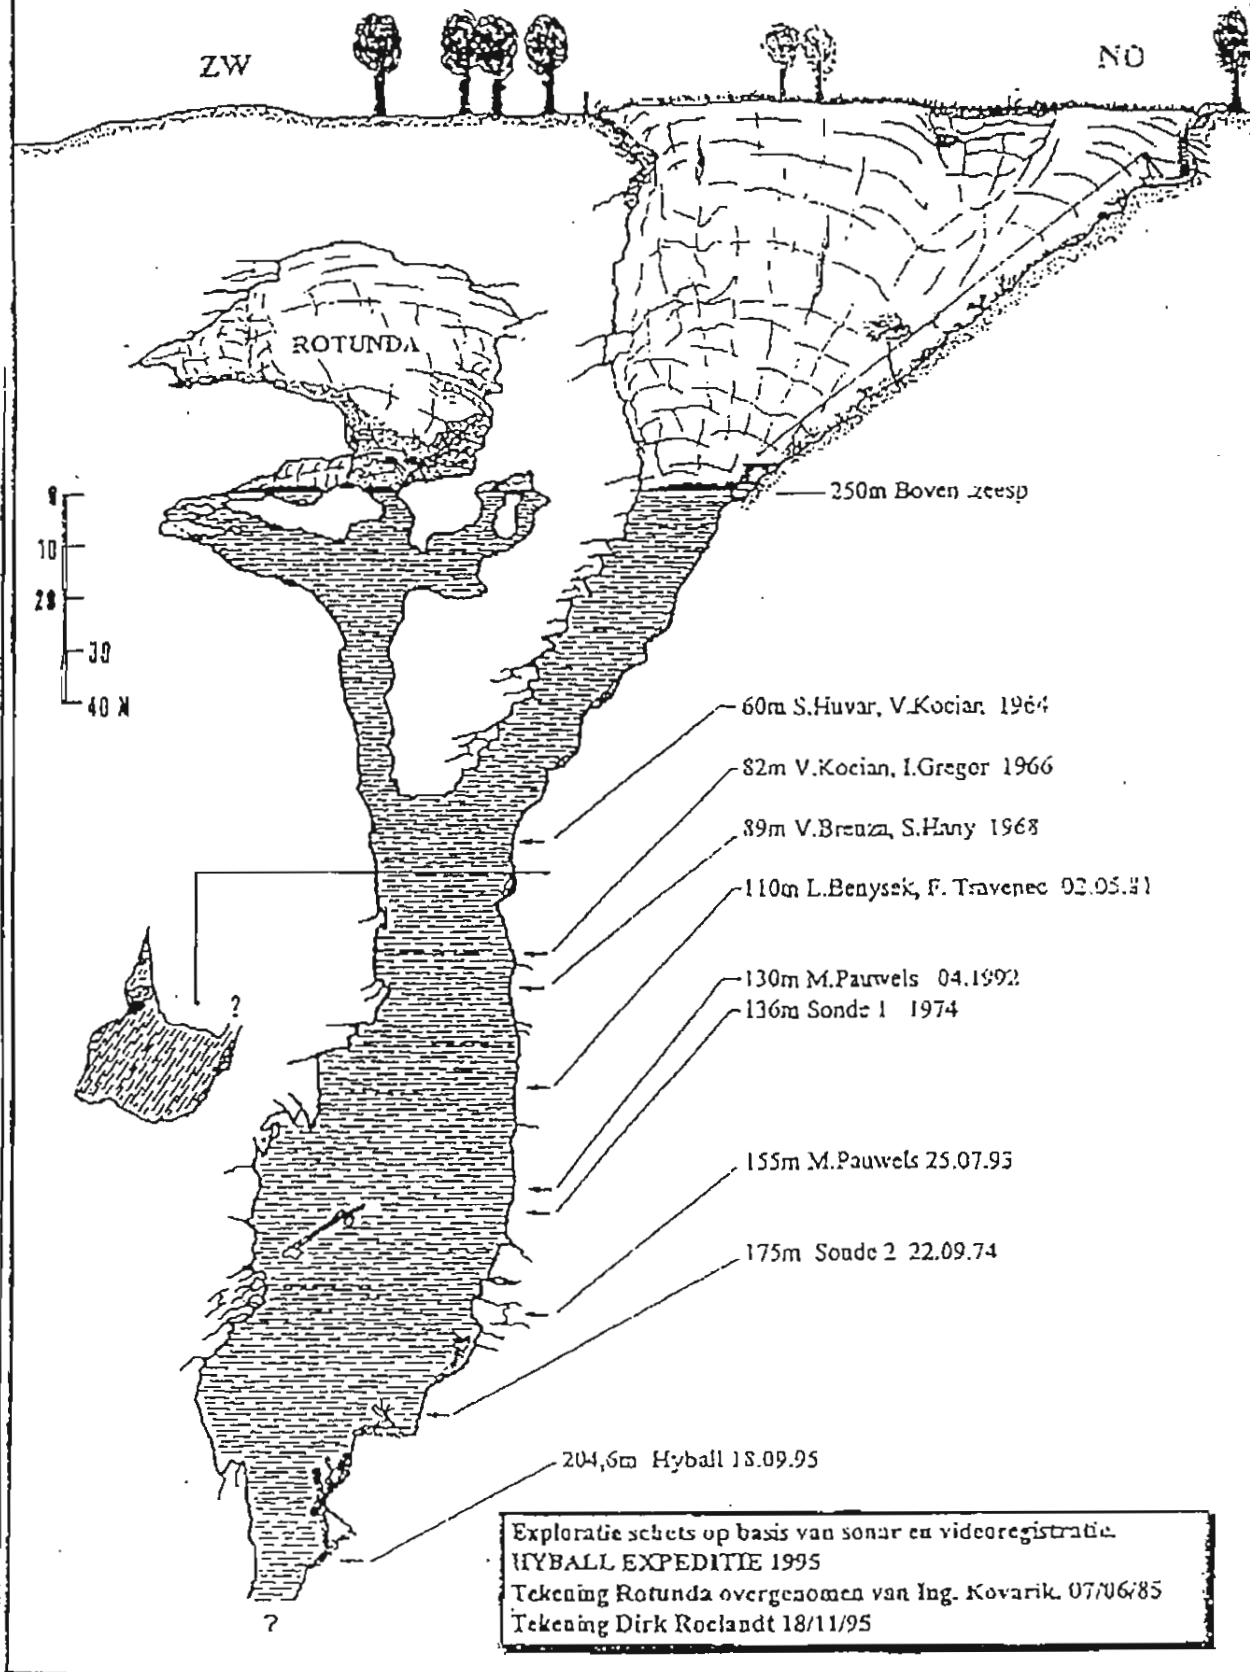 ZW
NO
ROTUNDA
0
10
20
30
40 M
250m Boven zeesp
60m S.Huvar, V.Kocian 1964
82m V.Kocian, I.Gregor 1966
89m V.Brenza, S.Hany 1968
110m L.Benysek, F. Travenec 02.05.81
130m M.Pauwels 04.1992
136m Sonde 1 1974
?
155m M.Pauwels 25.07.93
175m Sonde 2 22.09.74
204,6m Hyball 18.09.95
Exploratie schets op basis van sonar en videoregistratie.
HYBALL EXPEDITIE 1995
Tekening Rotunda overgenomen van Ing. Kovarik. 07/06/85
Tekening Dirk Roelandt 18/11/95
?